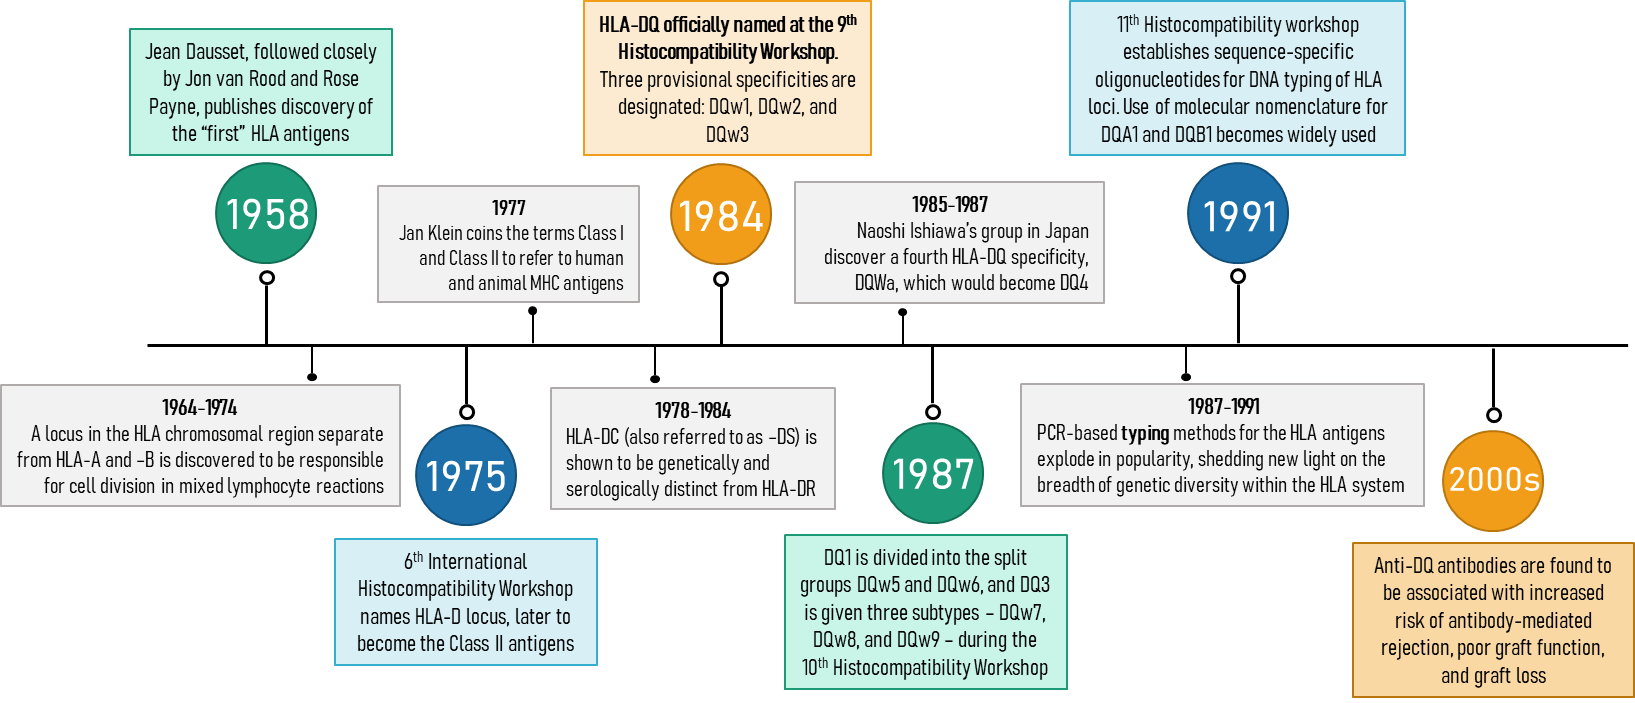 Jean Dausset, followed closely
by Jon van Rood and Rose
Payne, publishes discovery of
the “first” HLA antigens
1958
1964-1974
A locus in the HLA chromosomal region separate
from HLA-A and -B is discovered to be responsible
for cell division in mixed lymphocyte reactions
1975
6th International
Histocompatibility Workshop
names HLA-D locus, later to
become the Class II antigens
1977
Jan Klein coins the terms Class I
and Class II to refer to human
and animal MHC antigens
1978-1984
HLA-DC (also referred to as -DS) is
shown to be genetically and
serologically distinct from HLA-DR
HLA-DQ officially named at the 9th
Histocompatibility Workshop.
Three provisional specificities are
designated: DQw1, DQw2, and
DQw3
1984
1985-1987
Naoshi Ishiawa's group in Japan
discover a fourth HLA-DQ specificity,
DQWa, which would become DQ4
1987
DQ1 is divided into the split
groups DQw5 and DQw6, and DQ3
is given three subtypes – DQw7,
DQw8, and DQw9 – during the
10th Histocompatibility Workshop
1987-1991
PCR-based typing methods for the HLA antigens
explode in popularity, shedding new light on the
breadth of genetic diversity within the HLA system
11th Histocompatibility workshop
establishes sequence-specific
oligonucleotides for DNA typing of HLA
loci. Use of molecular nomenclature for
DQA1 and DQB1 becomes widely used
1991
2000s
Anti-DQ antibodies are found to
be associated with increased
risk of antibody-mediated
rejection, poor graft function,
and graft loss